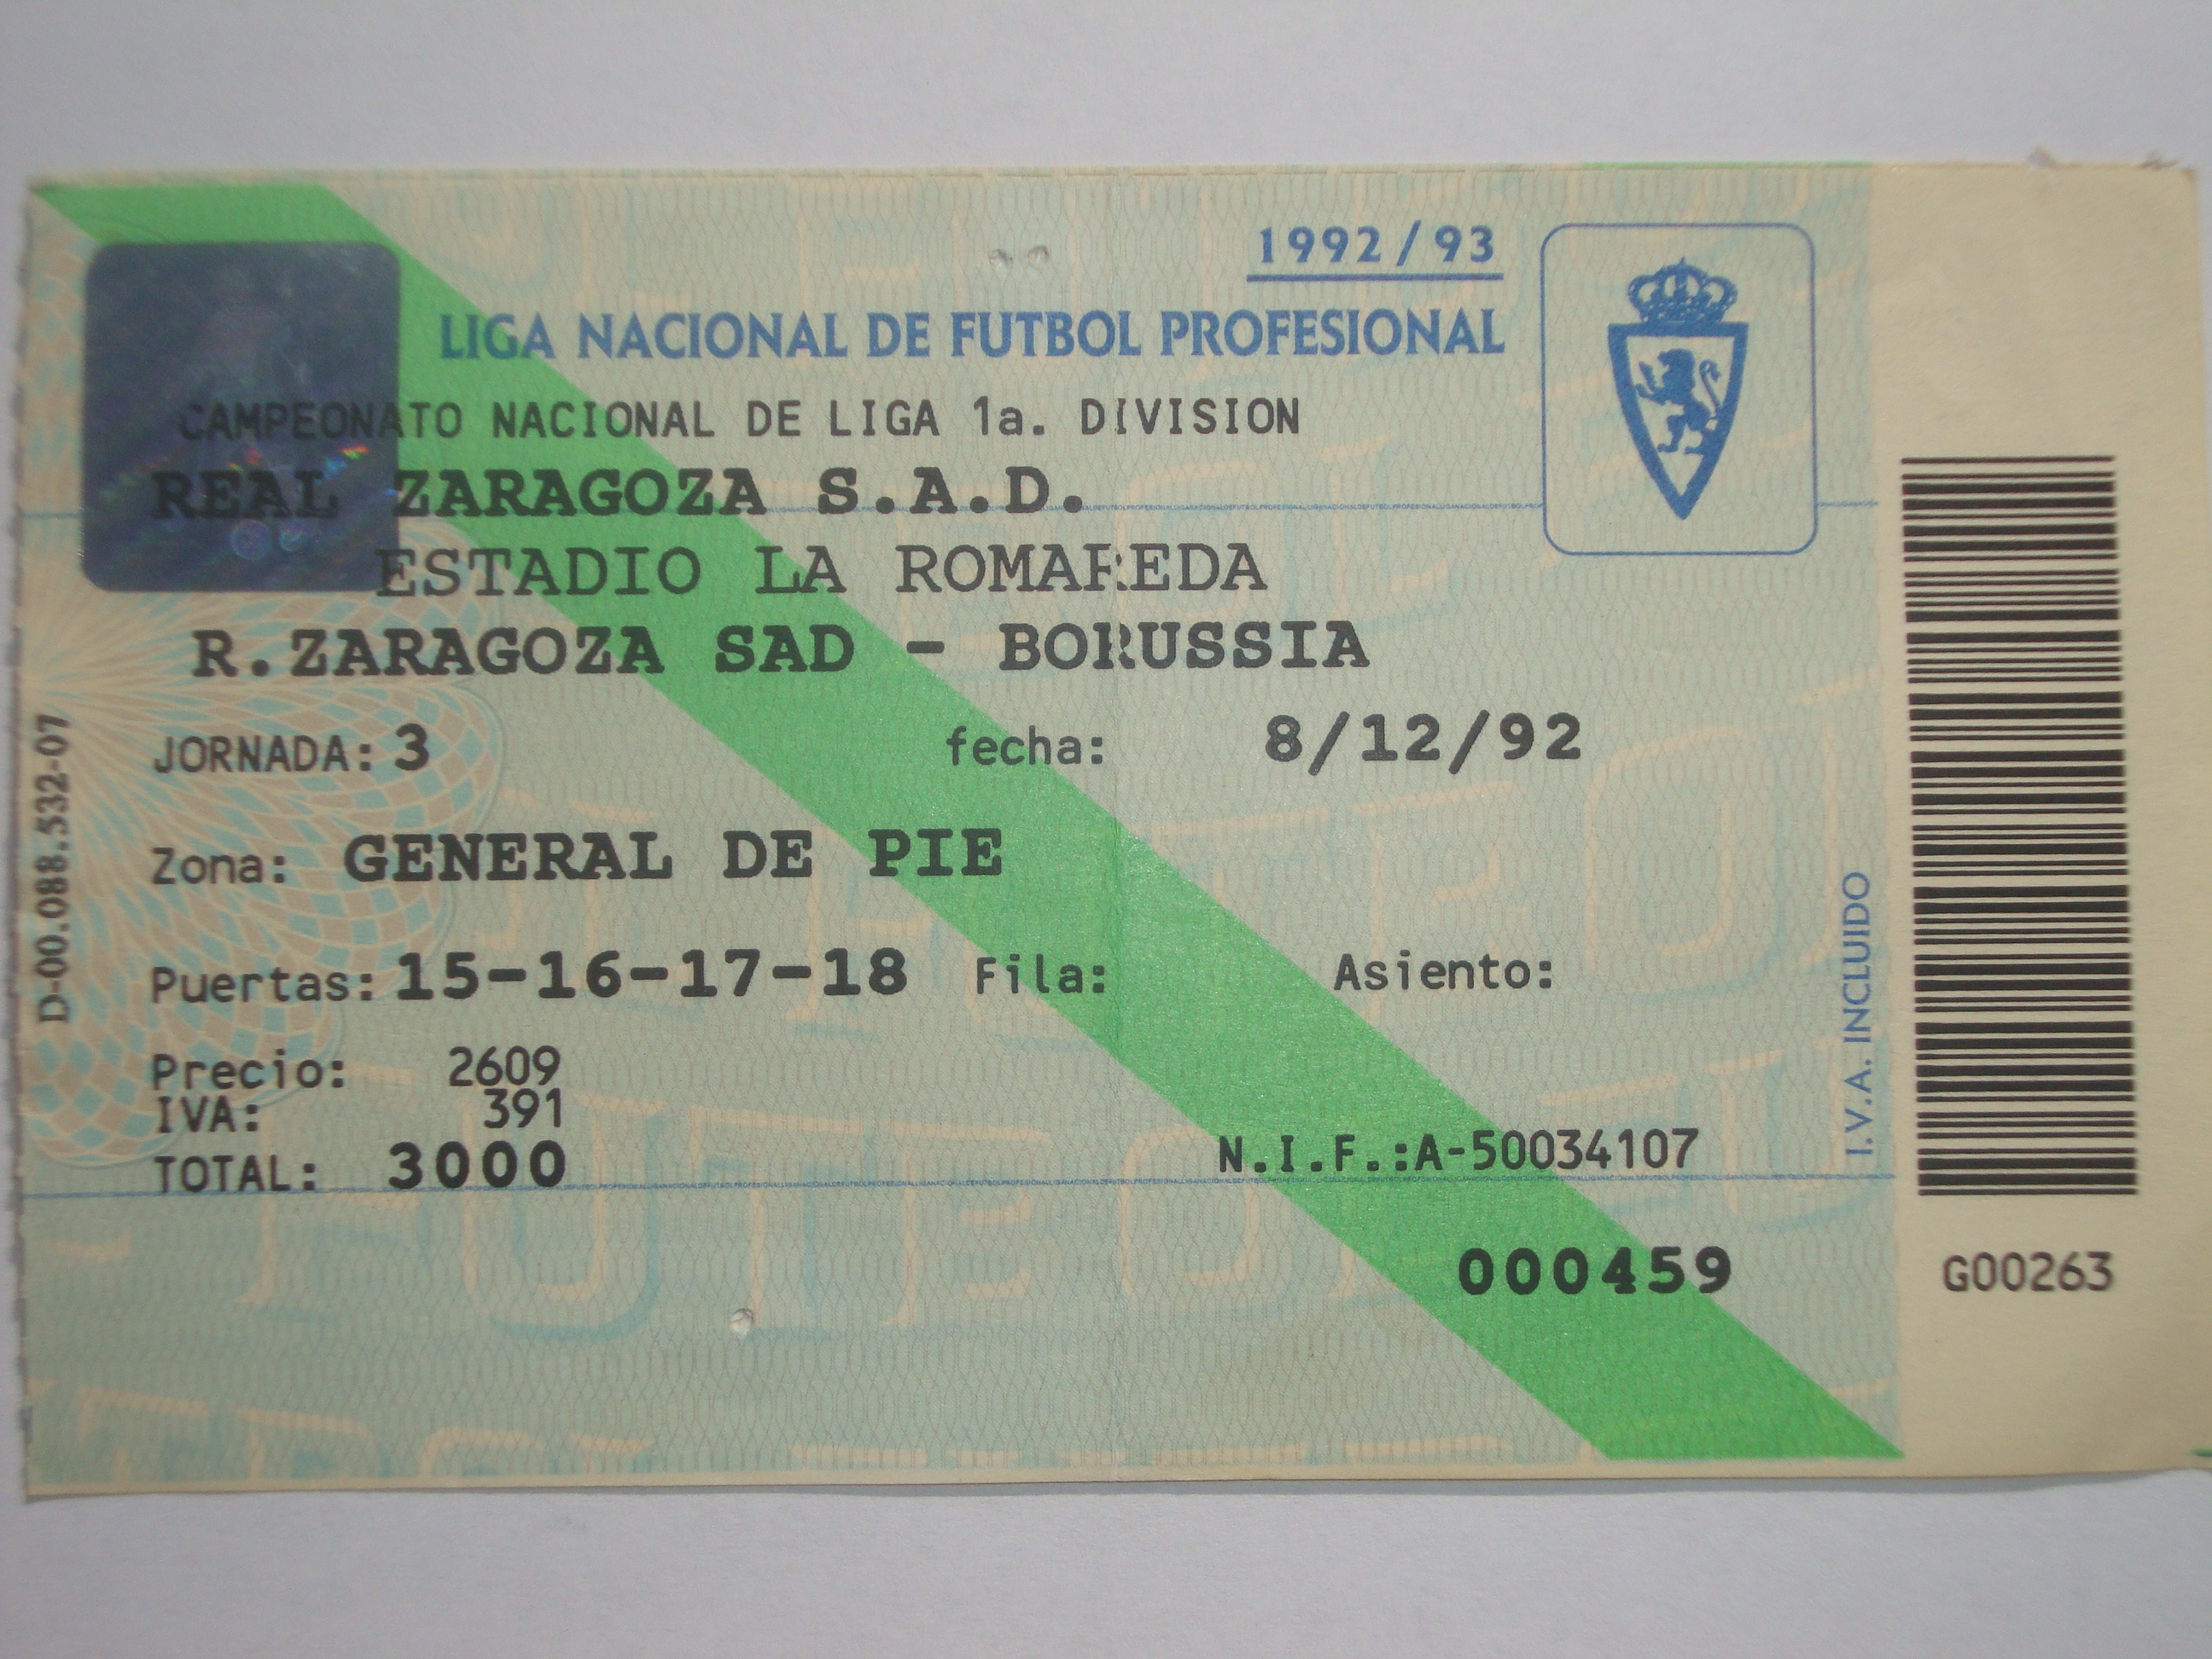 1992/93
LIGA NACIONAL DE FUTBOL PROFESIONAL
CAMPEONATO NACIONAL DE LIGA 1a. DIVISION
REAL ZARAGOZA S.A.D.
ESTADIO LA ROMAREDA
R.ZARAGOZA SAD - BORUSSIA
JORNADA: 3 fecha: 8/12/92
Zona: GENERAL DE PIE
Puertas: 15-16-17-18 Fila: Asiento:
Precio: 2609
IVA: 391
TOTAL: 3000
N.I.F.:A-50034107
000459
D-00.088.532-07
I.V.A. INCLUIDO
G00263